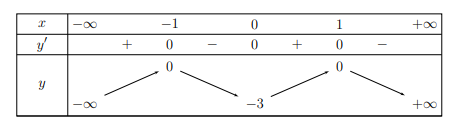 x −∞ −1 0 1 +∞
y′ + 0 − 0 + 0 −
0 0
y
−∞ −3 +∞